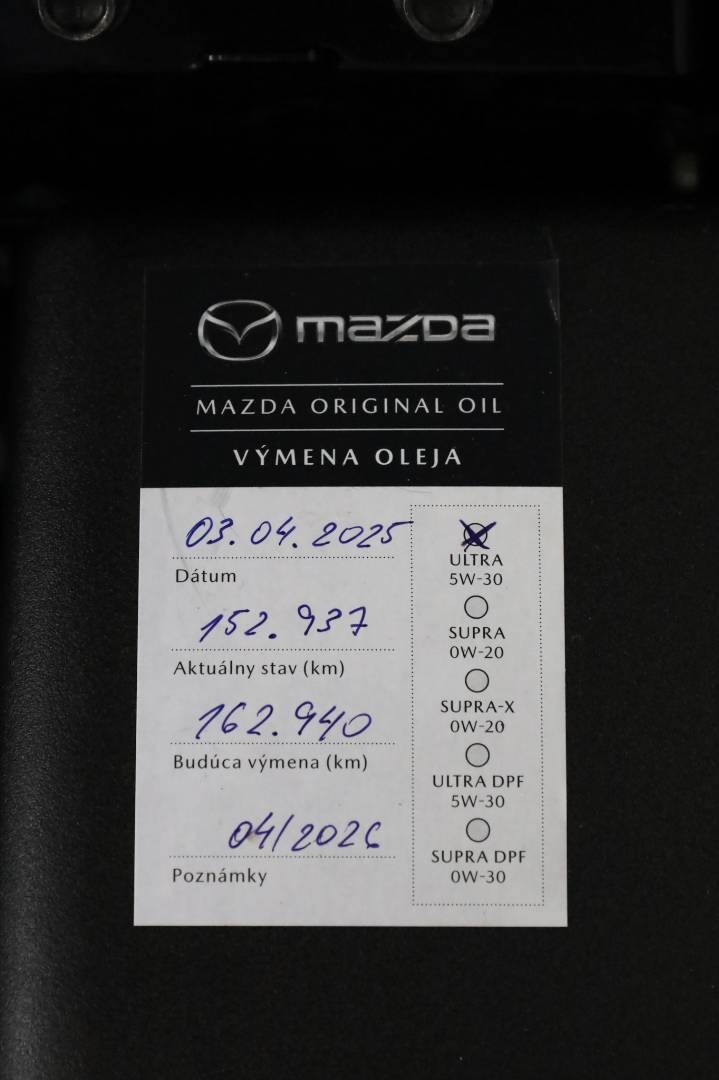 mazda
MAZDA ORIGINAL OIL
VÝMENA OLEJA
03.04.2025
Dátum
152.937
Aktuálny stav (km)
162.940
Budúca výmena (km)
04/2026
Poznámky
ULTRA
5W-30
SUPRA
0W-20
SUPRA-X
0W-20
ULTRA DPF
5W-30
SUPRA DPF
0W-30